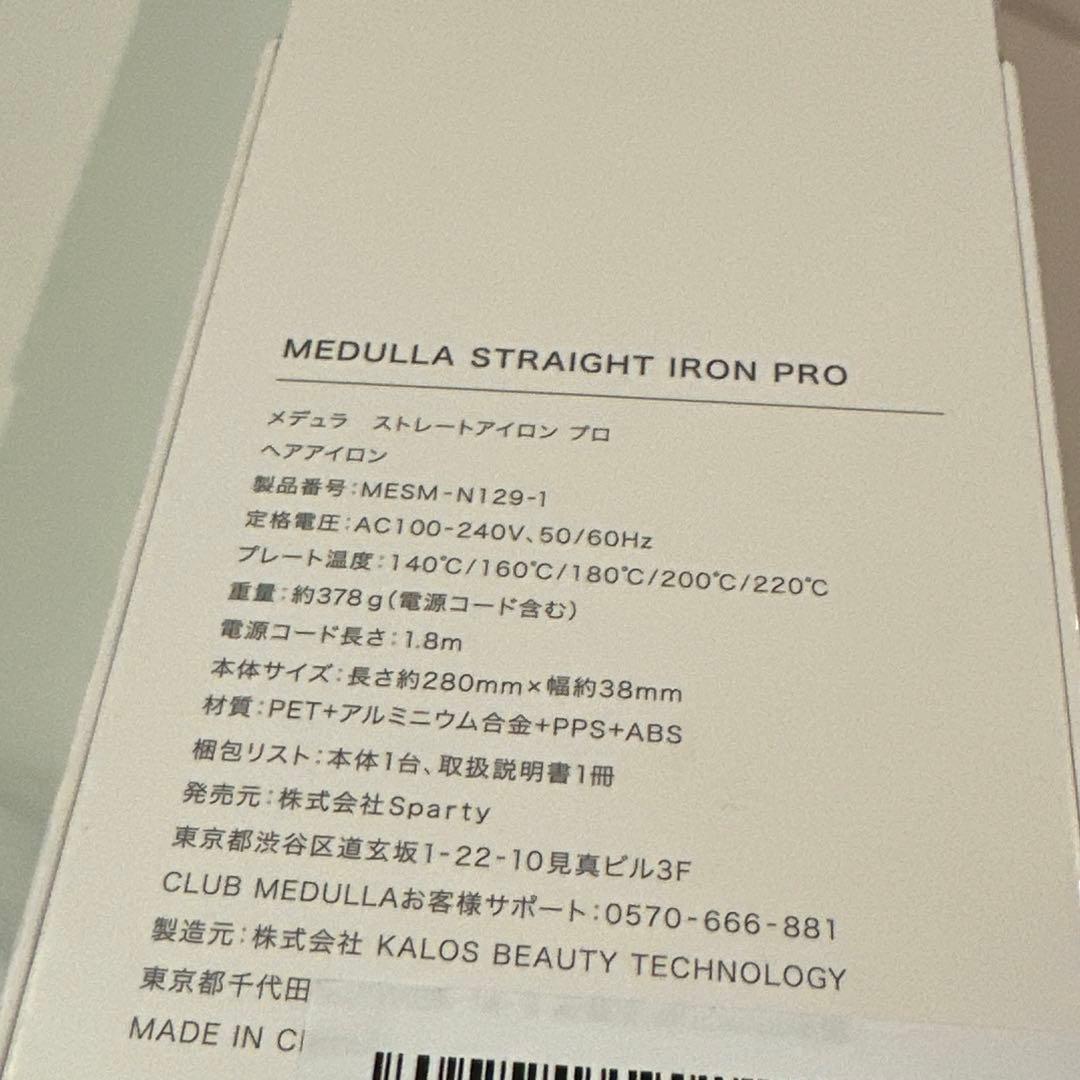 MEDULLA STRAIGHT IRON PRO
メデュラ　ストレートアイロン プロ
ヘアアイロン
製品番号:MESM-N129-1
定格電圧:AC100-240V、50/60Hz
プレート温度:140℃/160℃/180℃/200℃/220℃
重量:約378g(電源コード含む)
電源コード長さ:1.8m
本体サイズ:長さ約280mm×幅約38mm
材質:PET+アルミニウム合金+PPS+ABS
梱包リスト:本体1台、取扱説明書1冊
発売元:株式会社Sparty
東京都渋谷区道玄坂1-22-10見真ビル3F
CLUB MEDULLAお客様サポート:0570-666-881
製造元:株式会社 KALOS BEAUTY TECHNOLOGY
東京都千代田
MADE IN